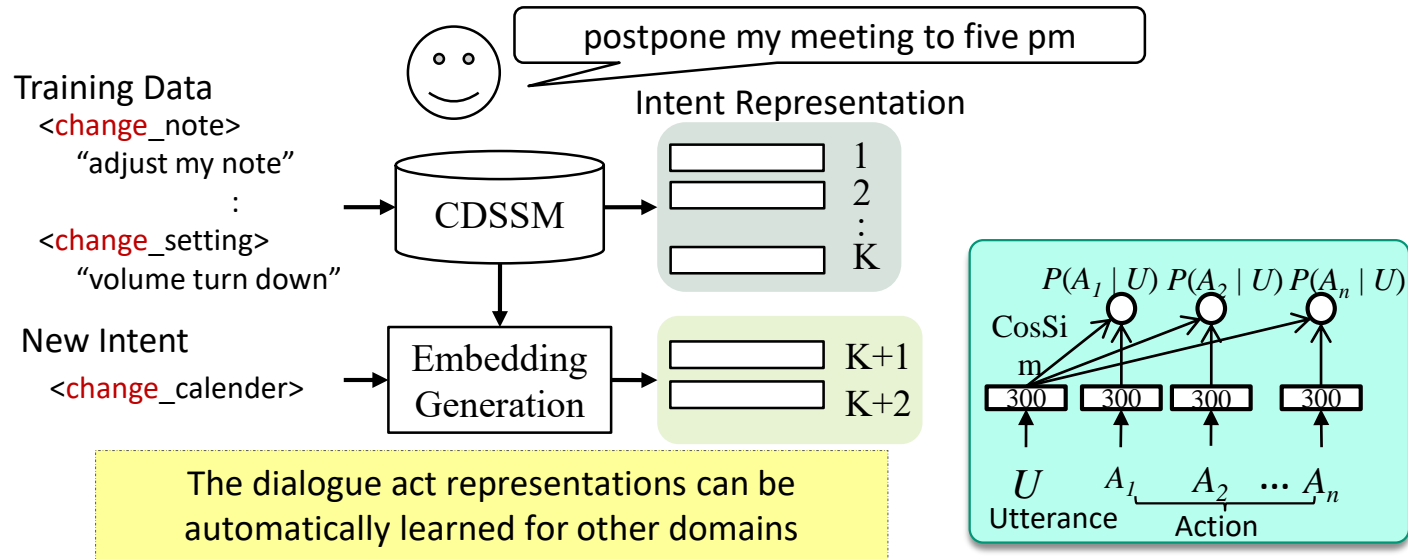 postpone my meeting to five pm
Training Data
<change_note>
“adjust my note”
:
<change_setting>
“volume turn down”
CDSSM
Intent Representation
1
2
:
K
New Intent
<change_calender>
Embedding
Generation
K+1
K+2
The dialogue act representations can be
automatically learned for other domains
P(A1 | U) P(A2 | U) P(An | U)
CosSi
m
300 300 300 300
U A1 A2 ... An
Utterance Action